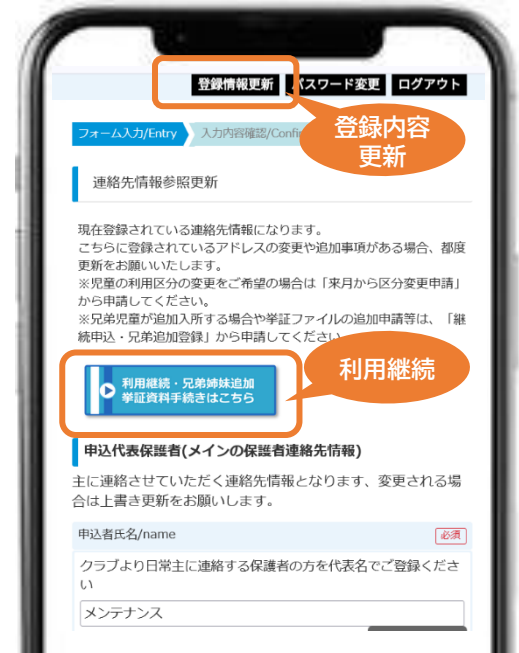 登録情報更新 パスワード変更 ログアウト
登録内容
更新
フォーム入力/Entry 入力内容確認/Confi
連絡先情報参照更新
現在登録されている連絡先情報になります。
こちらに登録されているアドレスの変更や追加事項がある場合、都度
更新をお願いいたします。
※児童の利用区分の変更をご希望の場合は「来月から区分変更申請」
から申請してください。
※兄弟児童が追加入所する場合や挙証ファイルの追加申請等は、「継
続申込・兄弟追加登録」から申請してください
利用継続
利用継続・兄弟姉妹追加
挙証資料手続きはこちら
申込代表保護者(メインの保護者連絡先情報)
主に連絡させていただく連絡先情報となります、変更される場
合は上書き更新をお願いします。
申込者氏名/name 必須
クラブより日常主に連絡する保護者の方を代表名でご登録くださ
い
メンテナンス